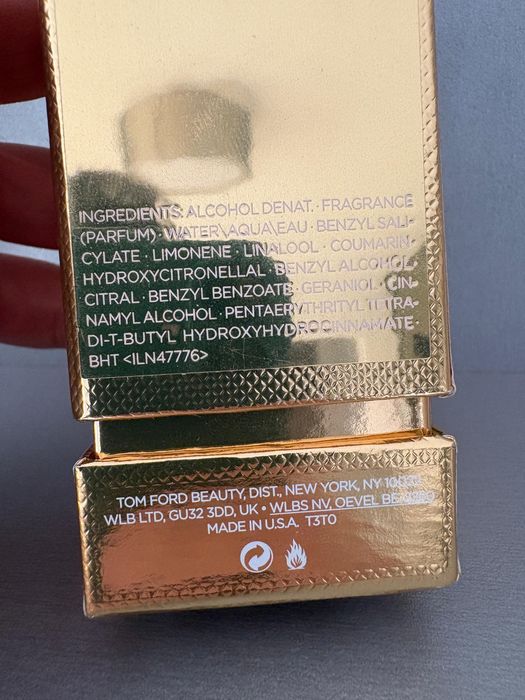 INGREDIENTS: ALCOHOL DENAT. · FRAGRANCE
(PARFUM) · WATER\AQUA\EAU · BENZYL SALI-
CYLATE · LIMONENE · LINALOOL · COUMARIN ·
HYDROXYCITRONELLAL · BENZYL ALCOHOL ·
CITRAL · BENZYL BENZOATE · GERANIOL · CIN-
NAMYL ALCOHOL · PENTAERYTHRITYL TETRA-
DI-T-BUTYL HYDROXYHYDROCINNAMATE ·
BHT <ILN47776>
TOM FORD BEAUTY, DIST., NEW YORK, NY
WLB LTD, GU32 3DD, UK • WLBS NV, OEVEL
MADE IN U.S.A. T3T0